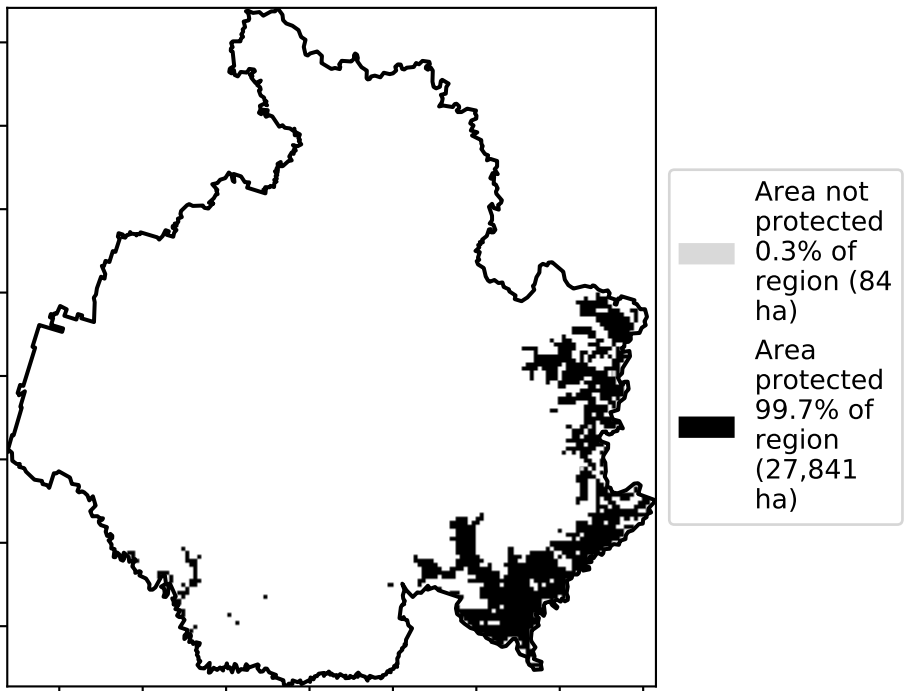 Area not
protected
0.3% of
region (84
ha)
Area
protected
99.7% of
region
(27,841
ha)